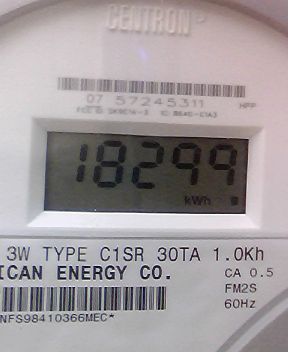 CENTRON
07 57245311 HFP
18299
kWh
3W TYPE C1SR 30TA 1.0Kh
ICAN ENERGY CO. CA 0.5
FM2S
60Hz
NFS98410366MEC*